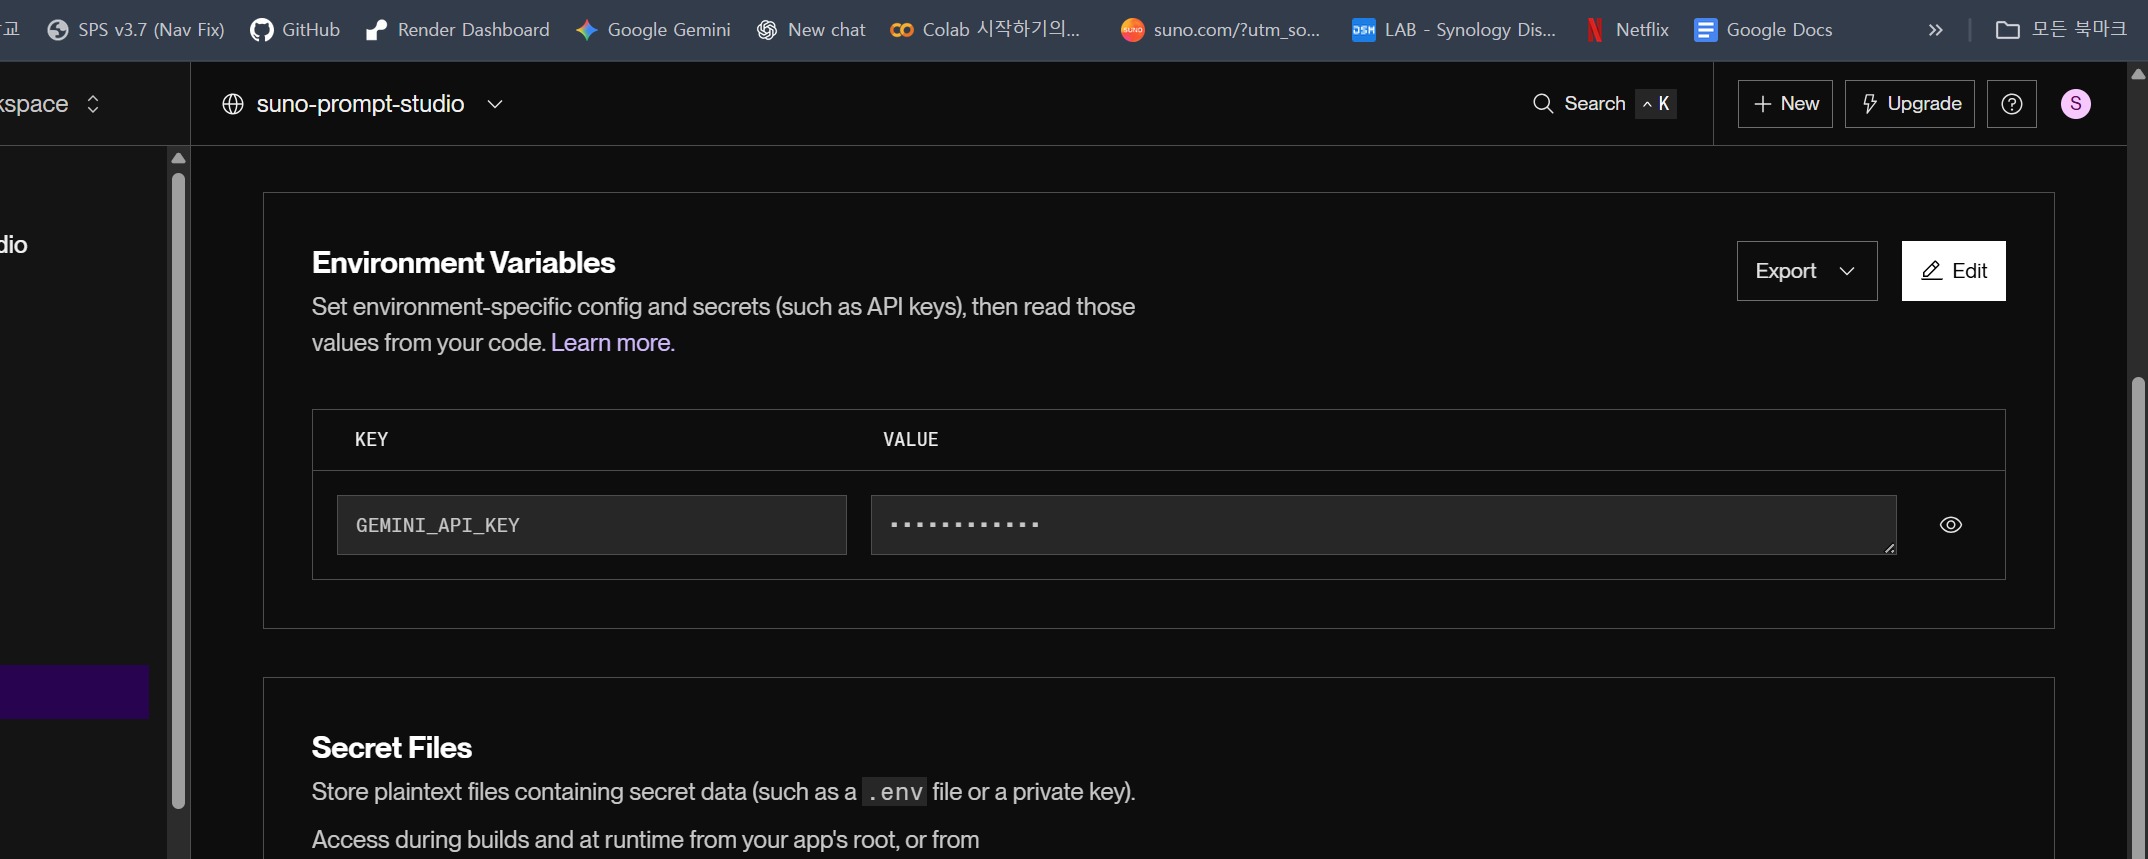 교 SPS v3.7 (Nav Fix) GitHub Render Dashboard Google Gemini New chat Colab 시작하기의... suno.com/?utm_so... LAB - Synology Dis... Netflix Google Docs » 모든 북마크
kspace suno-prompt-studio Search ^ K + New Upgrade ? S
dio
Environment Variables
Export Edit
Set environment-specific config and secrets (such as API keys), then read those
values from your code. Learn more.
KEY VALUE
GEMINI_API_KEY ••••••••••••
Secret Files
Store plaintext files containing secret data (such as a .env file or a private key).
Access during builds and at runtime from your app's root, or from